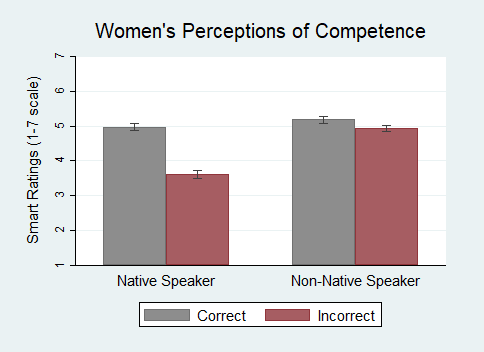 Women's Perceptions of Competence
Smart Ratings (1-7 scale)
7
6
5
4
3
2
1
Native Speaker
Non-Native Speaker
Correct
Incorrect